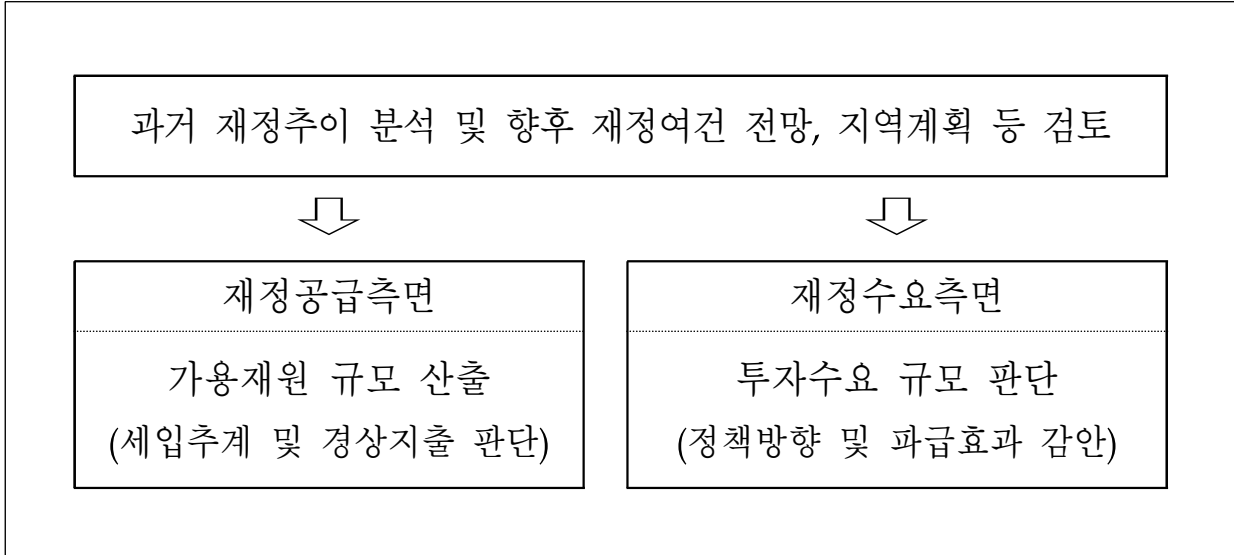 과거 재정추이 분석 및 향후 재정여건 전망, 지역계획 등 검토
재정공급측면
가용재원 규모 산출
(세입추계 및 경상지출 판단)
재정수요측면
투자수요 규모 판단
(정책방향 및 파급효과 감안)